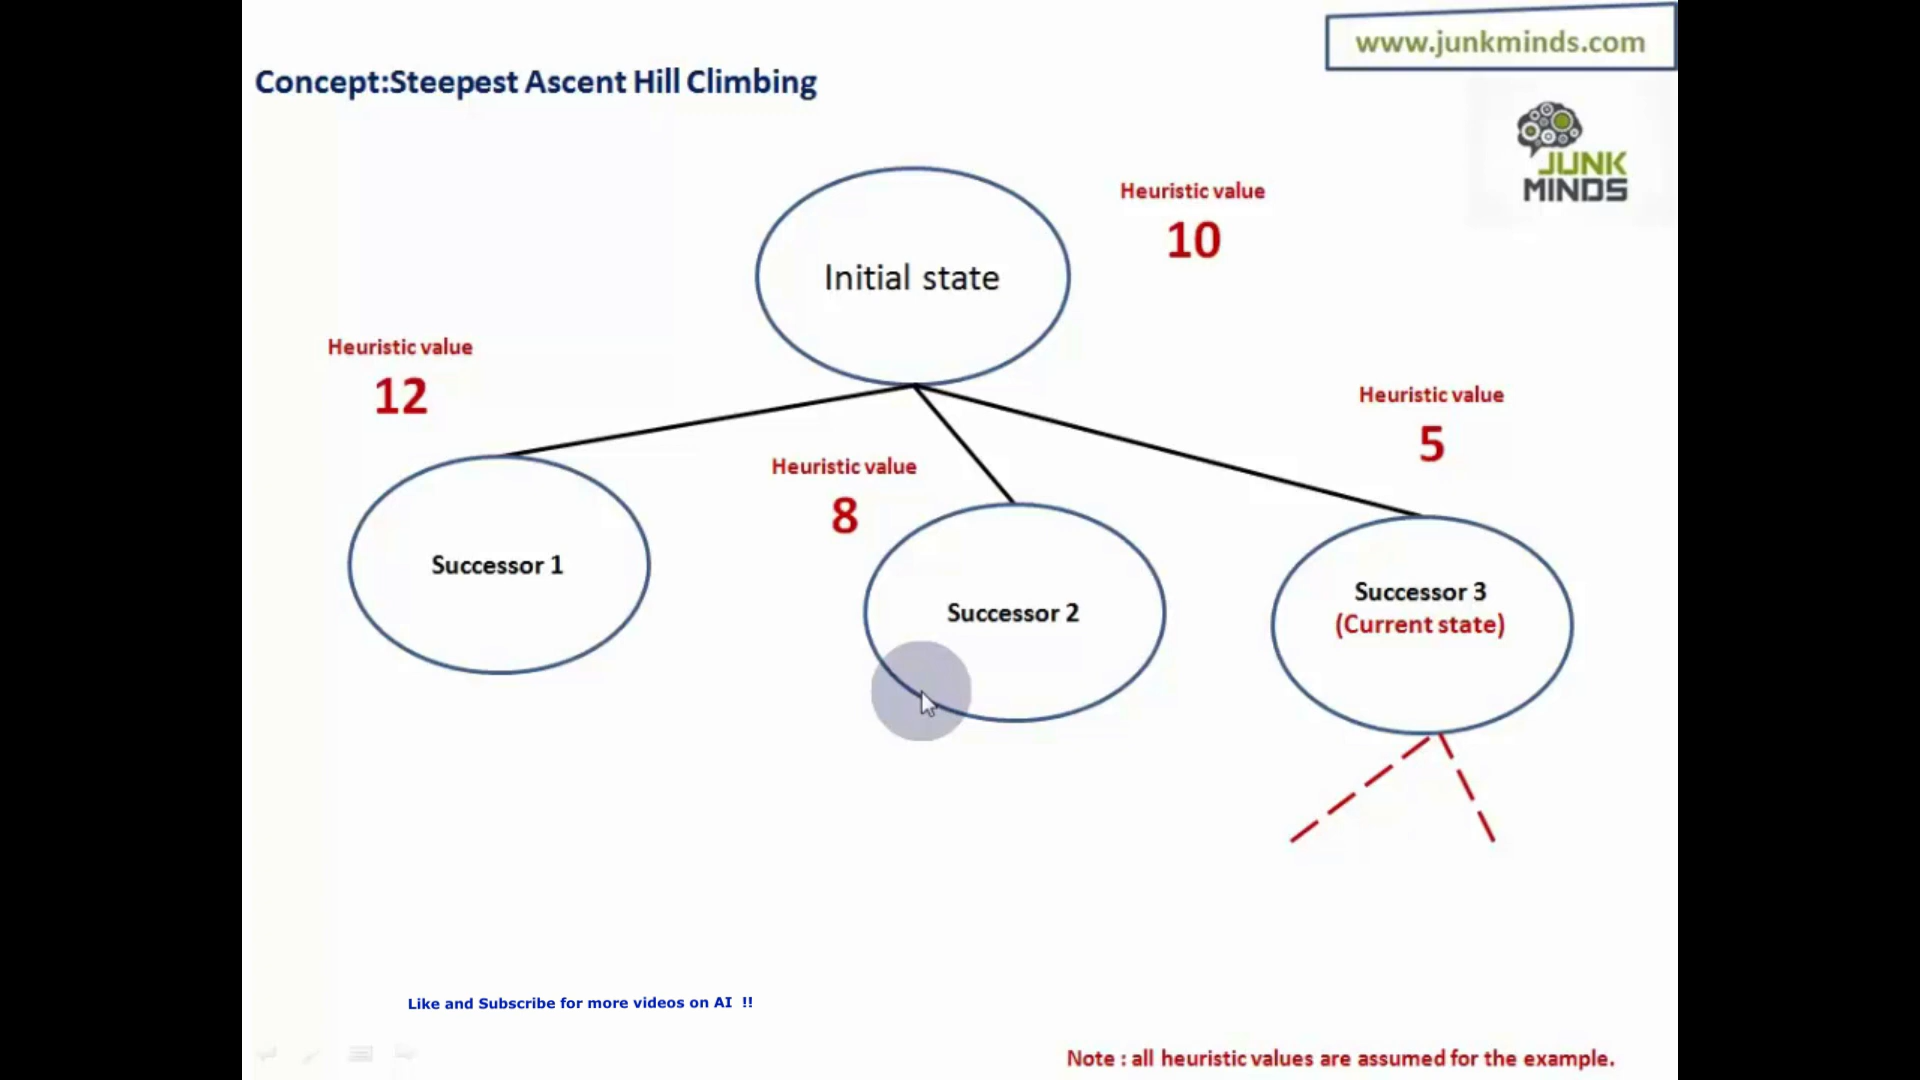 www.junkminds.com
Concept:Steepest Ascent Hill Climbing
JUNK
MINDS
Heuristic value
10
Initial state
Heuristic value
12
Heuristic value
5
Heuristic value
8
Successor 1
Successor 2
Successor 3
(Current state)
Like and Subscribe for more videos on AI !!
Note : all heuristic values are assumed for the example.